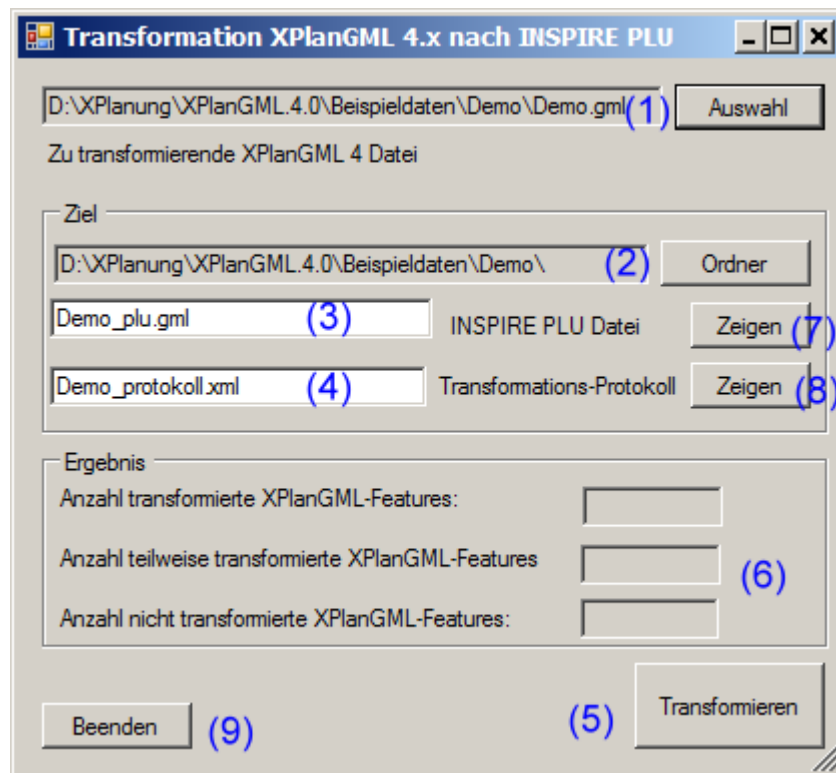 Transformation XPlanGML 4.x nach INSPIRE PLU
D:\XPlanung\XPlanGML.4.0\Beispieldaten\Demo\Demo.gml (1) Auswahl
Zu transformierende XPlanGML 4 Datei
Ziel
D:\XPlanung\XPlanGML.4.0\Beispieldaten\Demo\ (2) Ordner
Demo_plu.gml (3) INSPIRE PLU Datei Zeigen (7)
Demo_protokoll.xml (4) Transformations-Protokoll Zeigen (8)
Ergebnis
Anzahl transformierte XPlanGML-Features:
Anzahl teilweise transformierte XPlanGML-Features
(6)
Anzahl nicht transformierte XPlanGML-Features:
Beenden (9) (5) Transformieren